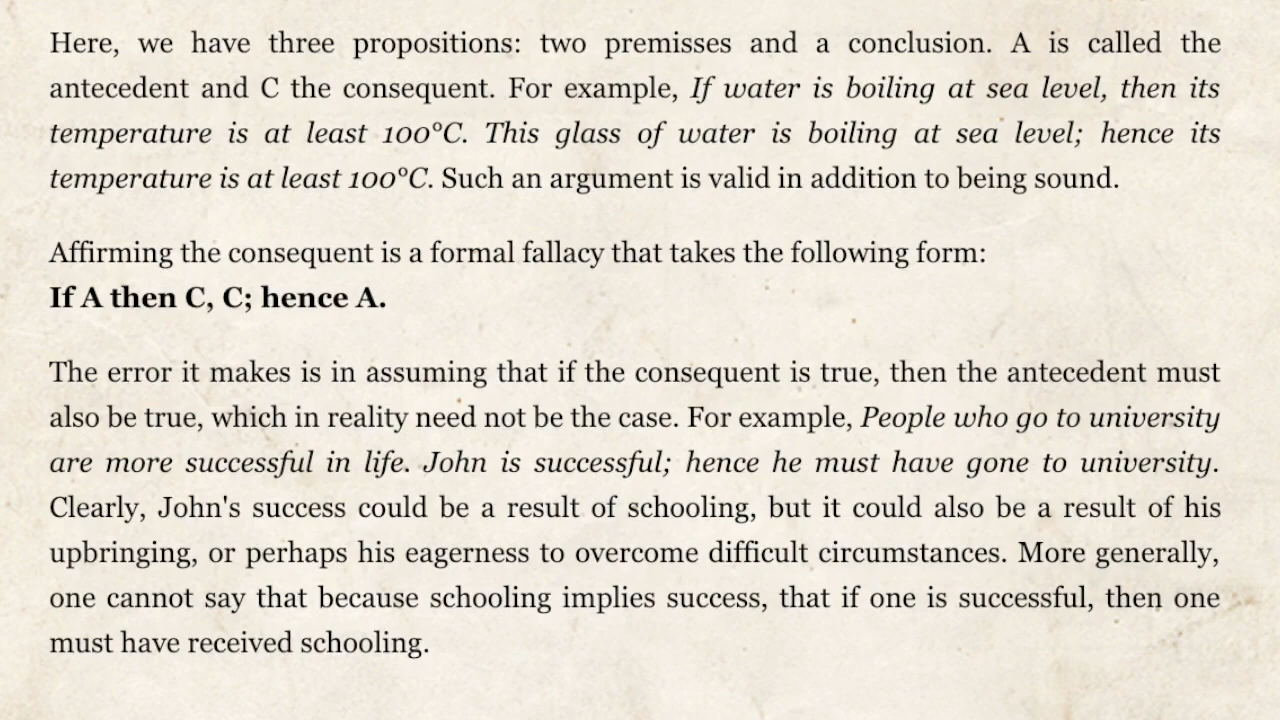 Here, we have three propositions: two premisses and a conclusion. A is called the
antecedent and C the consequent. For example, If water is boiling at sea level, then its
temperature is at least 100°C. This glass of water is boiling at sea level; hence its
temperature is at least 100°C. Such an argument is valid in addition to being sound.
Affirming the consequent is a formal fallacy that takes the following form:
If A then C, C; hence A.
The error it makes is in assuming that if the consequent is true, then the antecedent must
also be true, which in reality need not be the case. For example, People who go to university
are more successful in life. John is successful; hence he must have gone to university.
Clearly, John's success could be a result of schooling, but it could also be a result of his
upbringing, or perhaps his eagerness to overcome difficult circumstances. More generally,
one cannot say that because schooling implies success, that if one is successful, then one
must have received schooling.